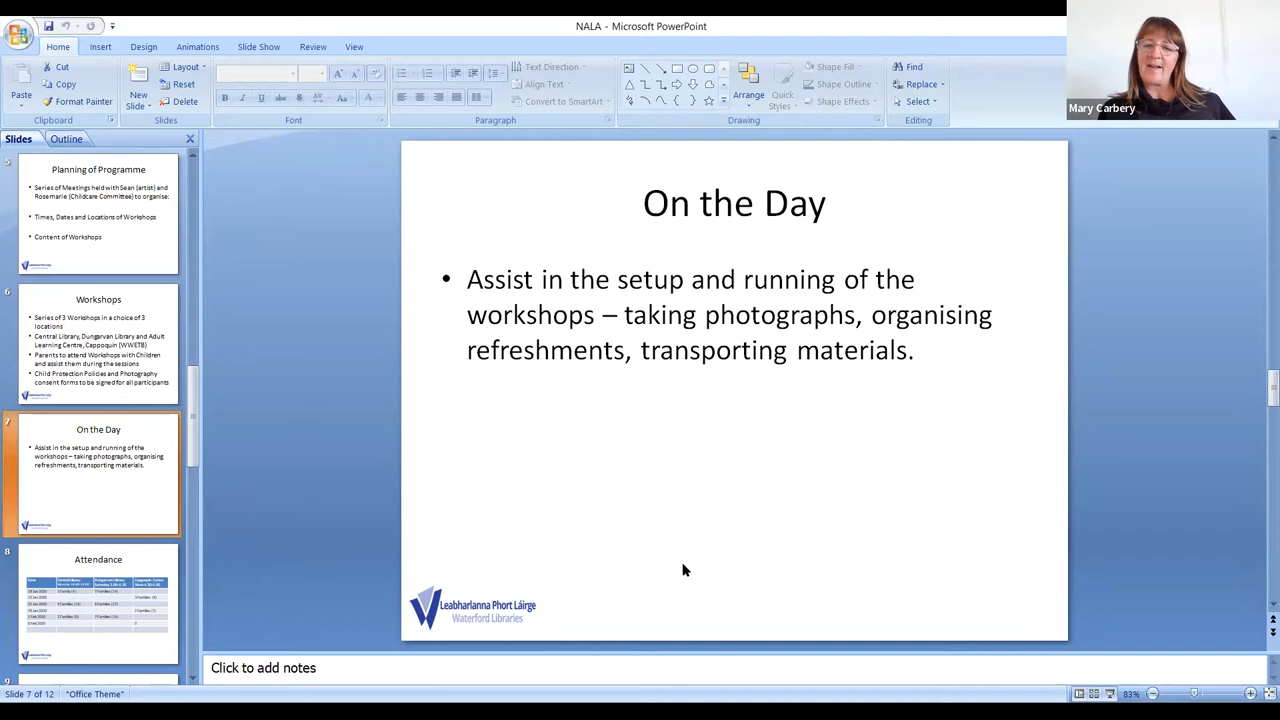 NALA - Microsoft PowerPoint
Home Insert Design Animations Slide Show Review View
Paste
Cut
Copy
Format Painter
Clipboard
New Slide
Layout
Reset
Delete
Slides
Font
Text Direction
Align Text
Convert to SmartArt
Paragraph
Arrange
Quick Styles
Shape Fill
Shape Outline
Shape Effects
Drawing
Find
Replace
Select
Editing
Mary Carbery
Slides Outline
5
Planning of Programme
• Series of Meetings held with Sean (artist) and
Rosemarie (Childcare Committee) to organise:
• Times, Dates and Locations of Workshops
• Content of Workshops
6
Workshops
• Series of 3 Workshops in a choice of 3
locations
• Central Library, Dungarvan Library and Adult
Learning Centre, Cappoquin (WWETB)
• Parents to attend Workshops with Children
and assist them during the sessions
• Child Protection Policies and Photography
consent forms to be signed for all participants
7
On the Day
• Assist in the setup and running of the
workshops – taking photographs, organising
refreshments, transporting materials.
8
Attendance
9
On the Day
• Assist in the setup and running of the
workshops – taking photographs, organising
refreshments, transporting materials.
Leabharlanna Phort Láirge
Waterford Libraries
Click to add notes
Slide 7 of 12 "Office Theme" 83%